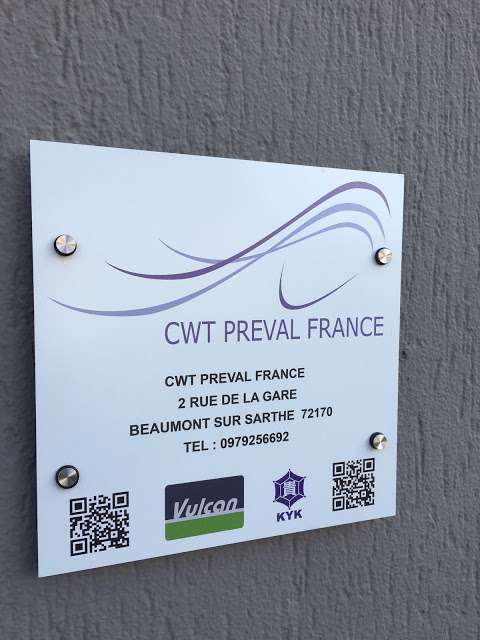 CWT PREVAL FRANCE
CWT PREVAL FRANCE
2 RUE DE LA GARE
BEAUMONT SUR SARTHE 72170
TEL : 0979256692
Vulcan
貴
KYK